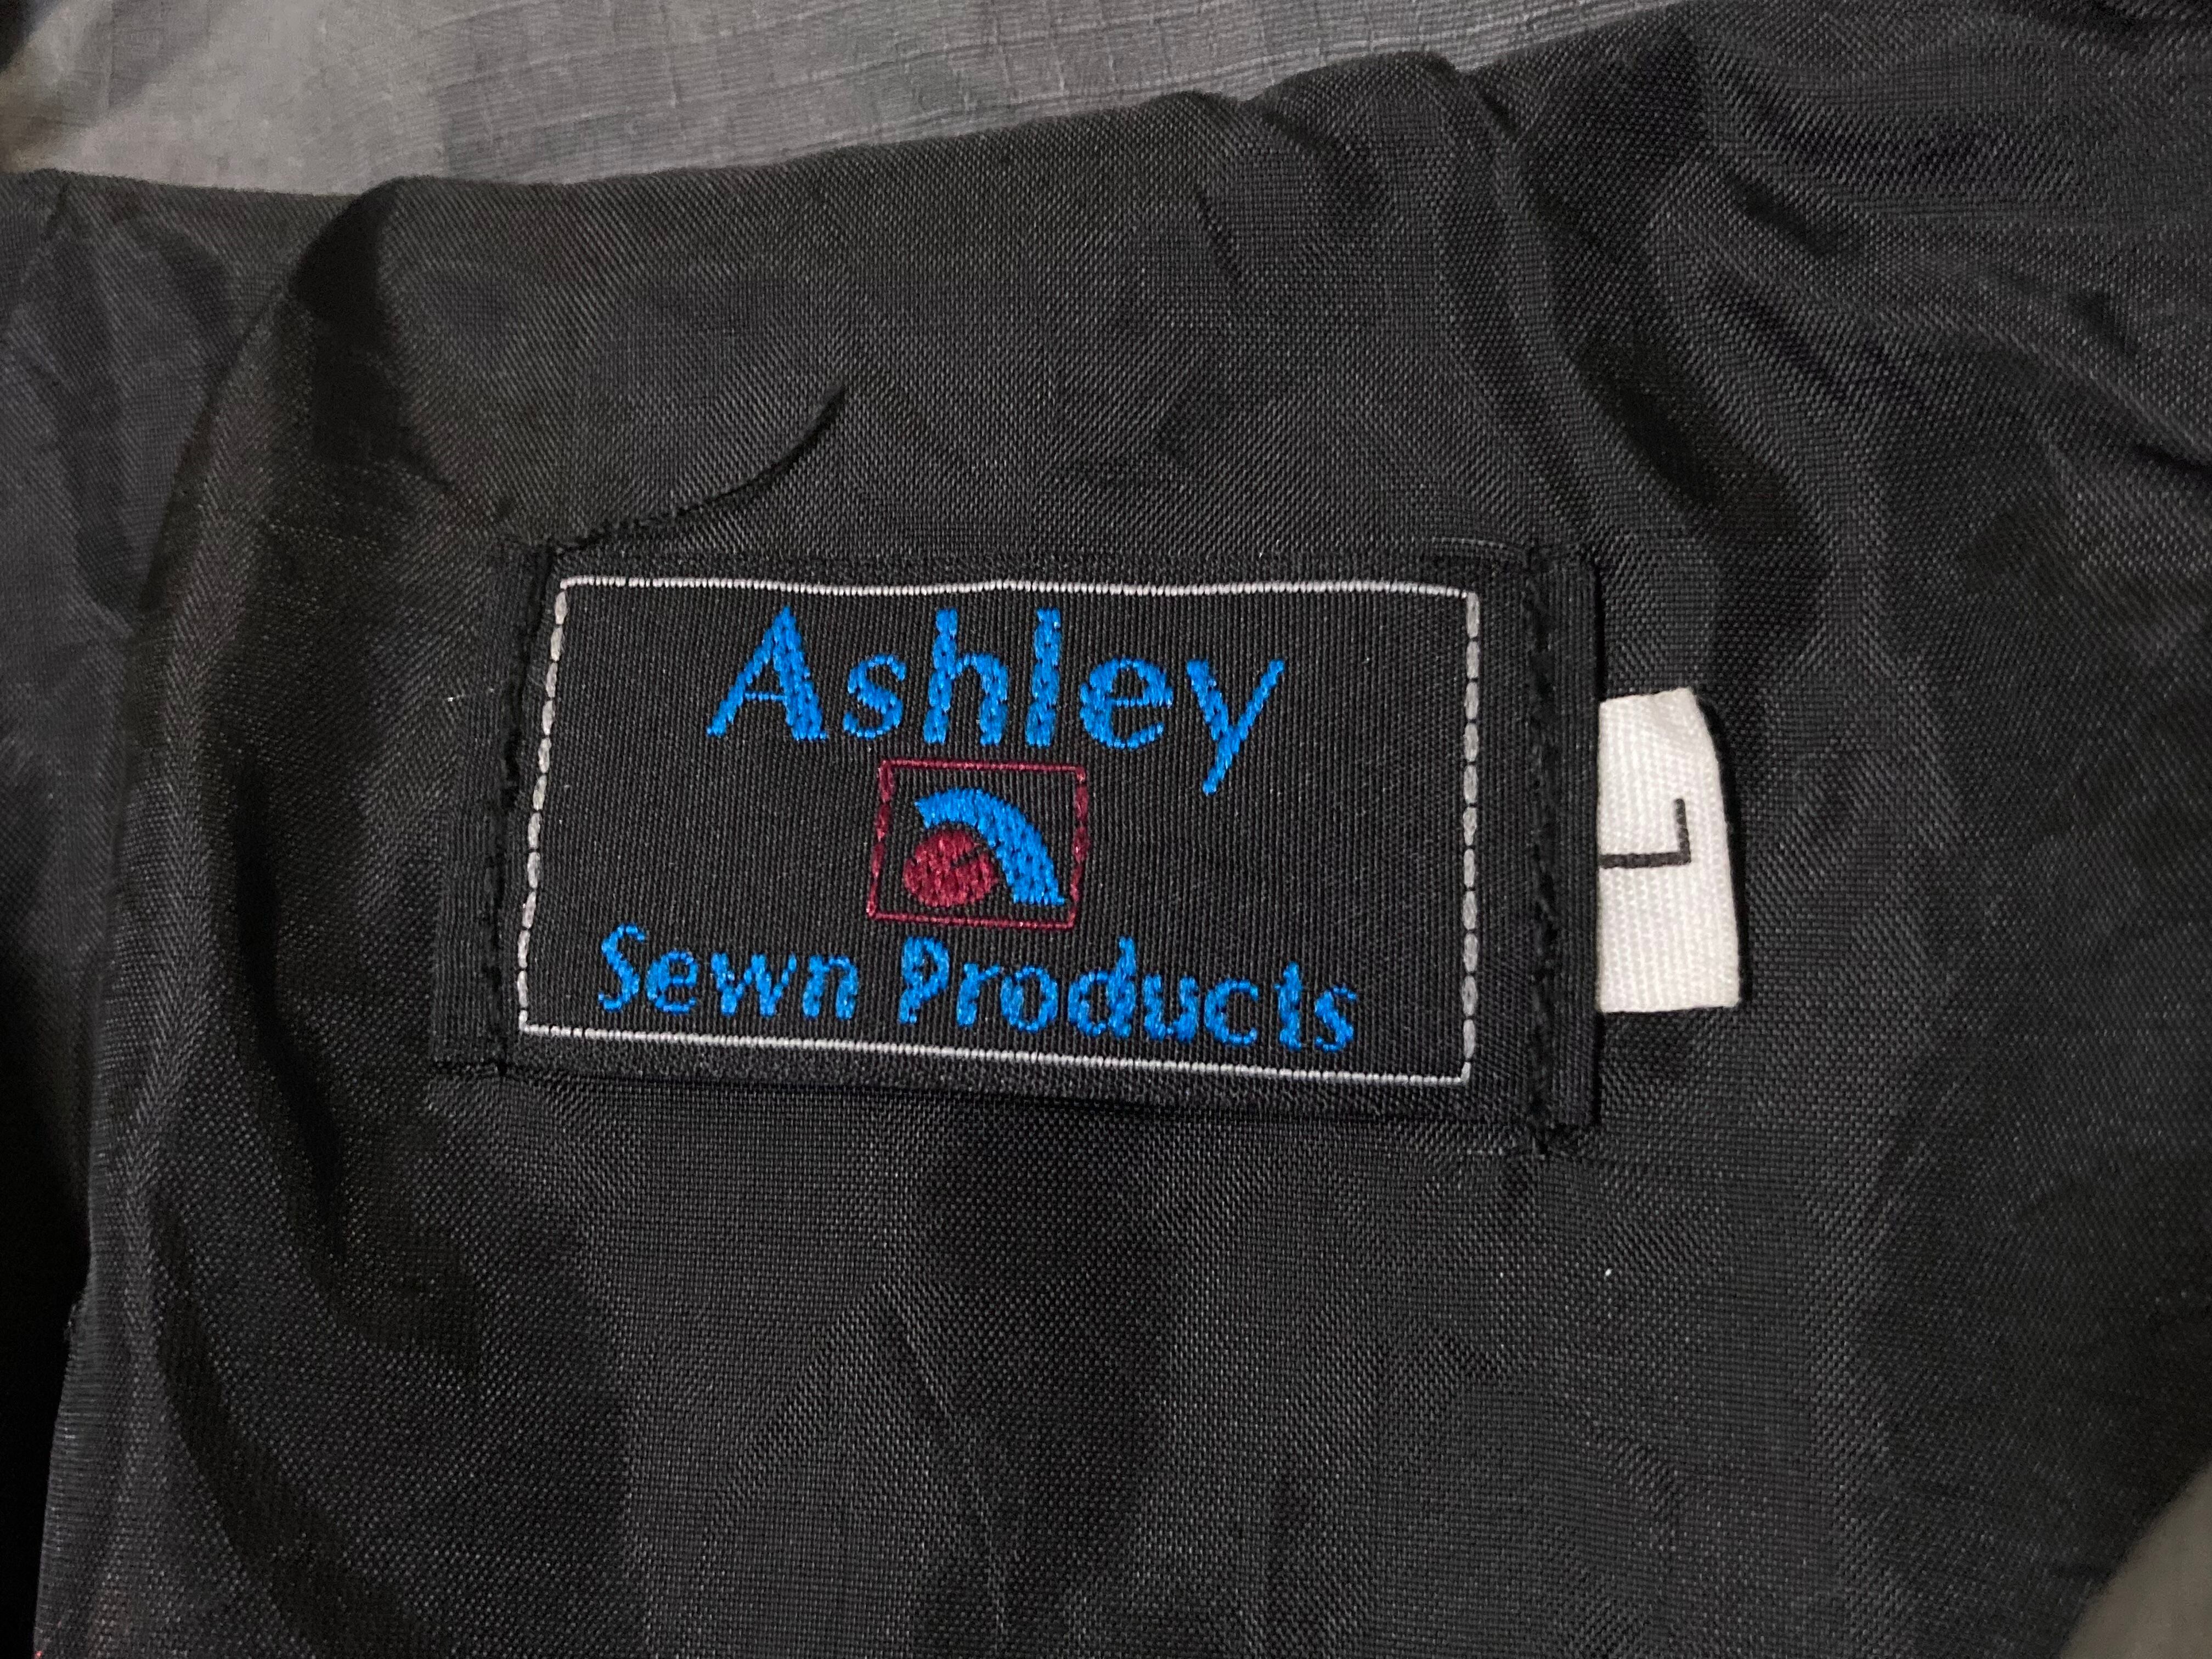 Ashley
Sewn Products
L